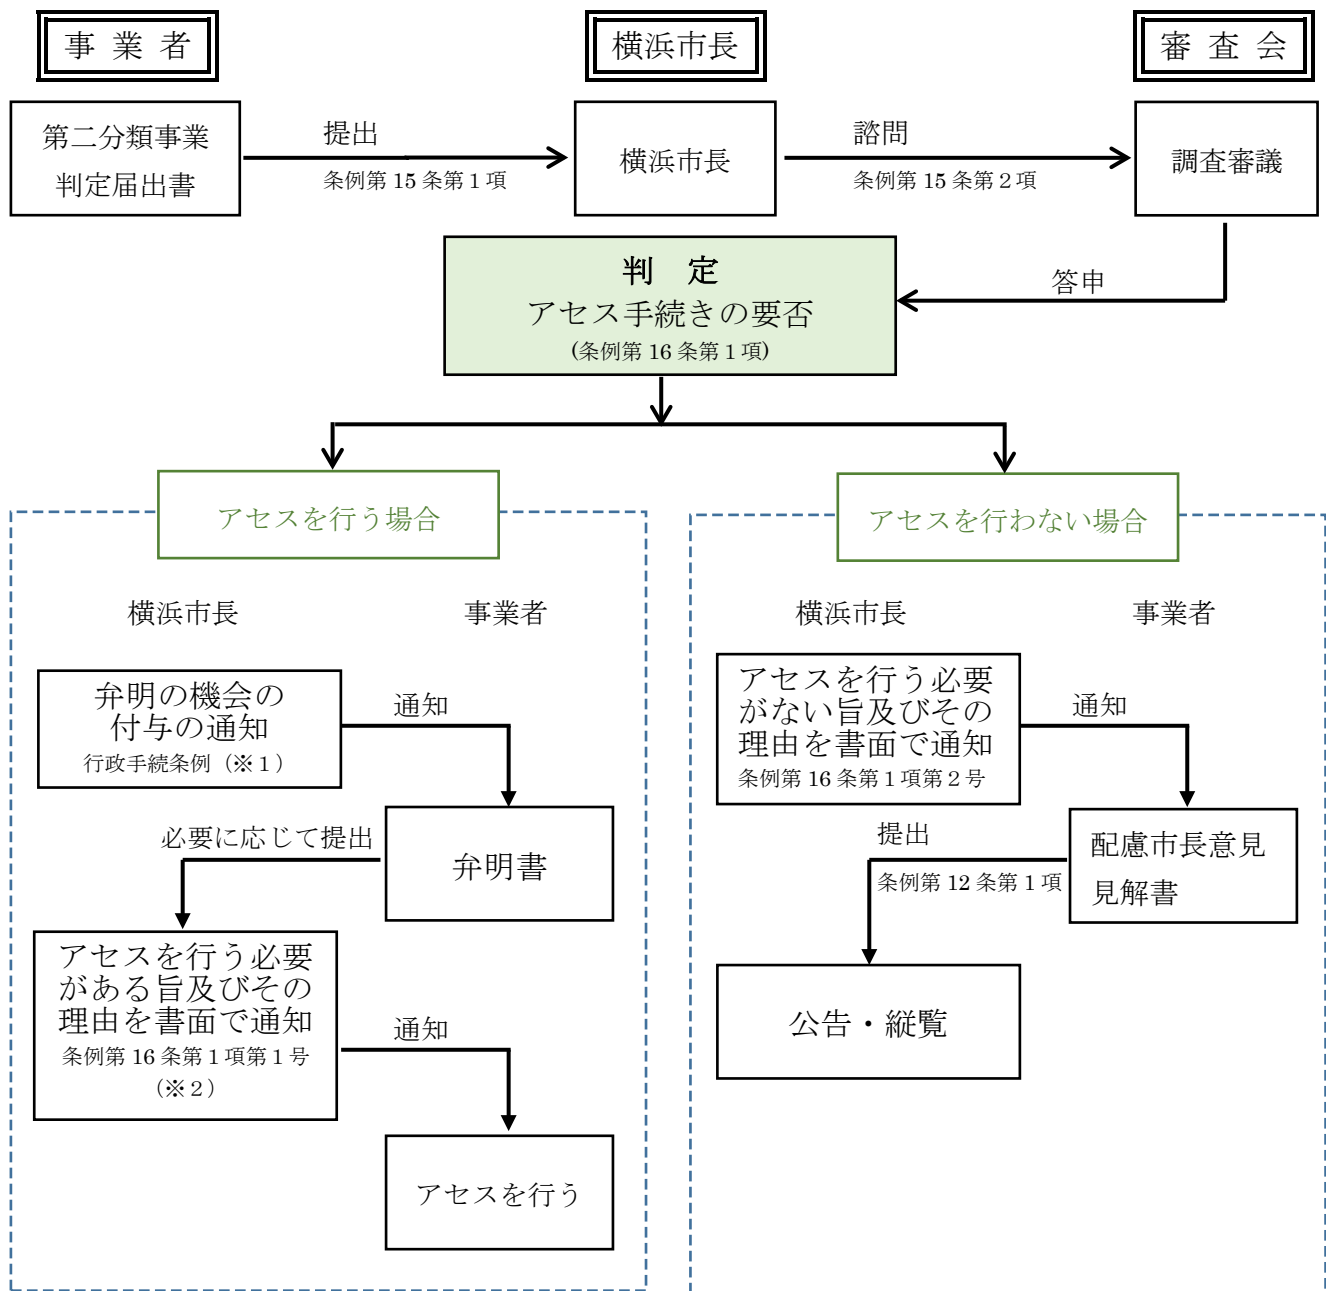 事 業 者
横浜市長
審 査 会
第二分類事業
判定届出書
提出
条例第 15 条第１項
横浜市長
諮問
条例第 15 条第２項
調査審議
答申
判　定
アセス手続きの要否
(条例第 16 条第１項)
アセスを行う場合
横浜市長
事業者
弁明の機会の
付与の通知
行政手続条例（※１）
通知
必要に応じて提出
弁明書
アセスを行う必要
がある旨及びその
理由を書面で通知
条例第 16 条第１項第１号
（※２）
通知
アセスを行う
アセスを行わない場合
横浜市長
事業者
アセスを行う必要
がない旨及びその
理由を書面で通知
条例第 16 条第１項第２号
通知
提出
条例第 12 条第１項
配慮市長意見
見解書
公告・縦覧